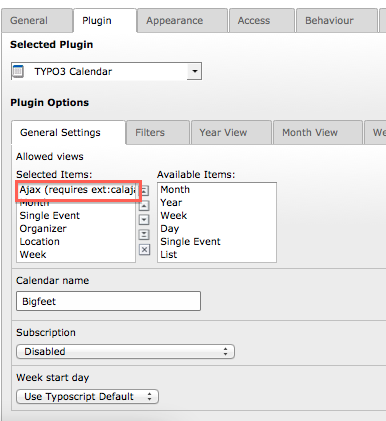 General Plugin Appearance Access Behaviour
Selected Plugin
TYPO3 Calendar
Plugin Options
General Settings Filters Year View Month View We
Allowed views
Selected Items: Available Items:
Ajax (requires ext:calaja Month
Month Year
Single Event Week
Organizer Day
Location Single Event
Week List
Calendar name
Bigfeet
Subscription
Disabled
Week start day
Use Typoscript Default